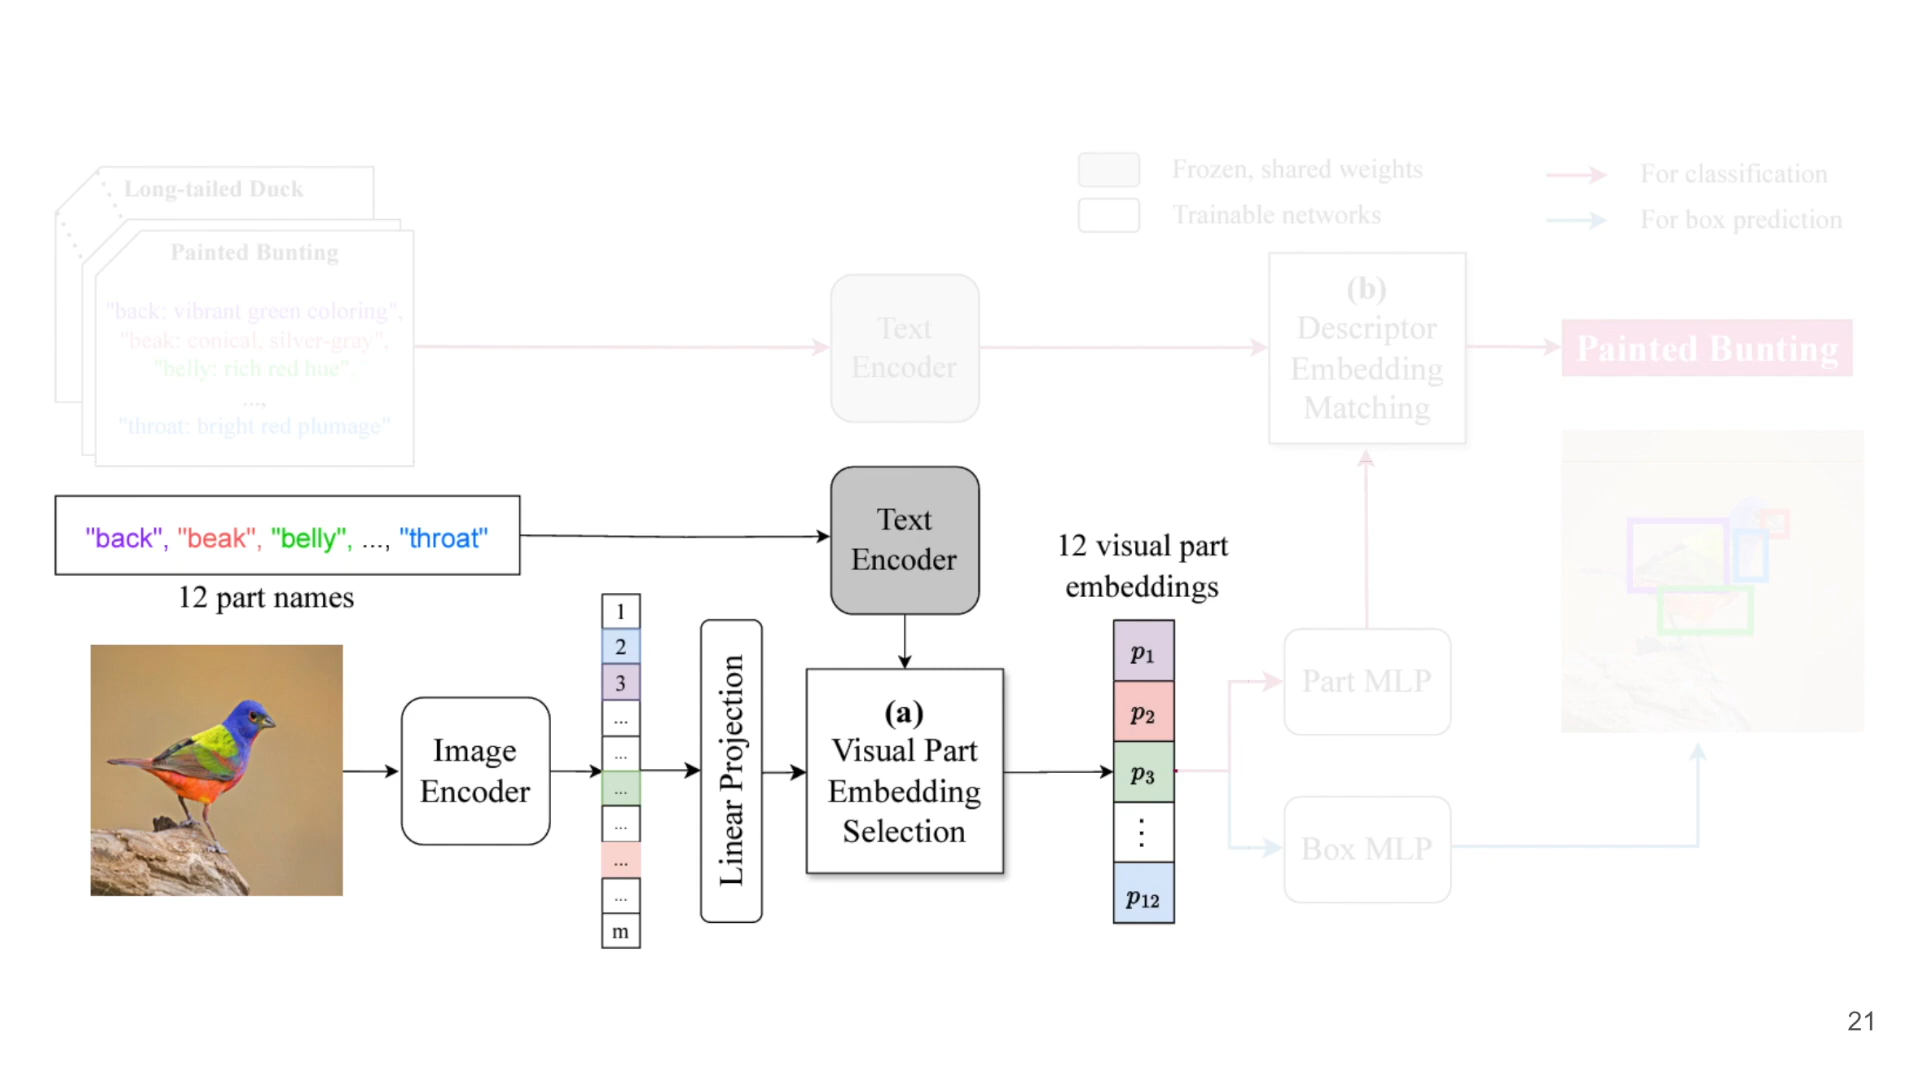 Long-tailed Duck
Painted Bunting
"back: vibrant green coloring",
"beak: conical, silver-gray",
"belly: rich red hue",
...,
"throat: bright red plumage"
Frozen, shared weights
Trainable networks
For classification
For box prediction
Text
Encoder
(b)
Descriptor
Embedding
Matching
Painted Bunting
"back", "beak", "belly", ..., "throat"
12 part names
Text
Encoder
12 visual part
embeddings
Image
Encoder
1
2
3
...
...
...
...
...
...
m
Linear Projection
(a)
Visual Part
Embedding
Selection
p1
p2
p3
⋮
p12
Part MLP
Box MLP
21